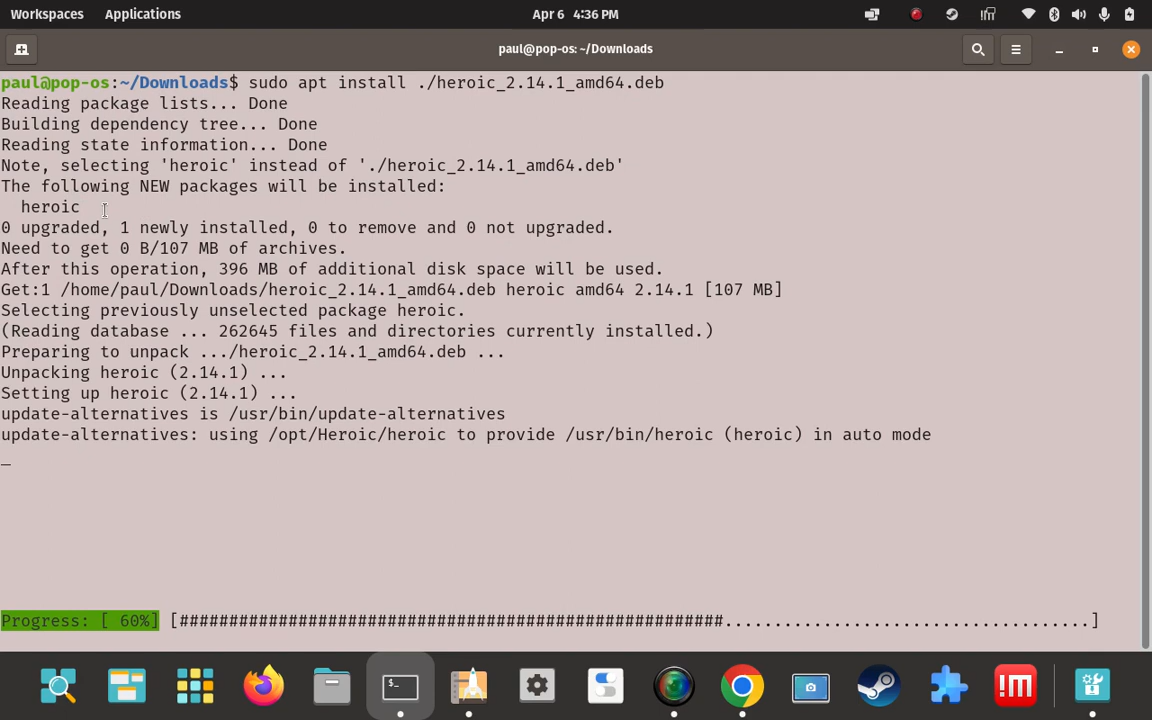 Workspaces Applications Apr 6 4:36 PM
paul@pop-os: ~/Downloads
paul@pop-os:~/Downloads$ sudo apt install ./heroic_2.14.1_amd64.deb
Reading package lists... Done
Building dependency tree... Done
Reading state information... Done
Note, selecting 'heroic' instead of './heroic_2.14.1_amd64.deb'
The following NEW packages will be installed:
  heroic
0 upgraded, 1 newly installed, 0 to remove and 0 not upgraded.
Need to get 0 B/107 MB of archives.
After this operation, 396 MB of additional disk space will be used.
Get:1 /home/paul/Downloads/heroic_2.14.1_amd64.deb heroic amd64 2.14.1 [107 MB]
Selecting previously unselected package heroic.
(Reading database ... 262645 files and directories currently installed.)
Preparing to unpack .../heroic_2.14.1_amd64.deb ...
Unpacking heroic (2.14.1) ...
Setting up heroic (2.14.1) ...
update-alternatives is /usr/bin/update-alternatives
update-alternatives: using /opt/Heroic/heroic to provide /usr/bin/heroic (heroic) in auto mode
Progress: [ 60%] [#######################################################.....................................]
$_ !m